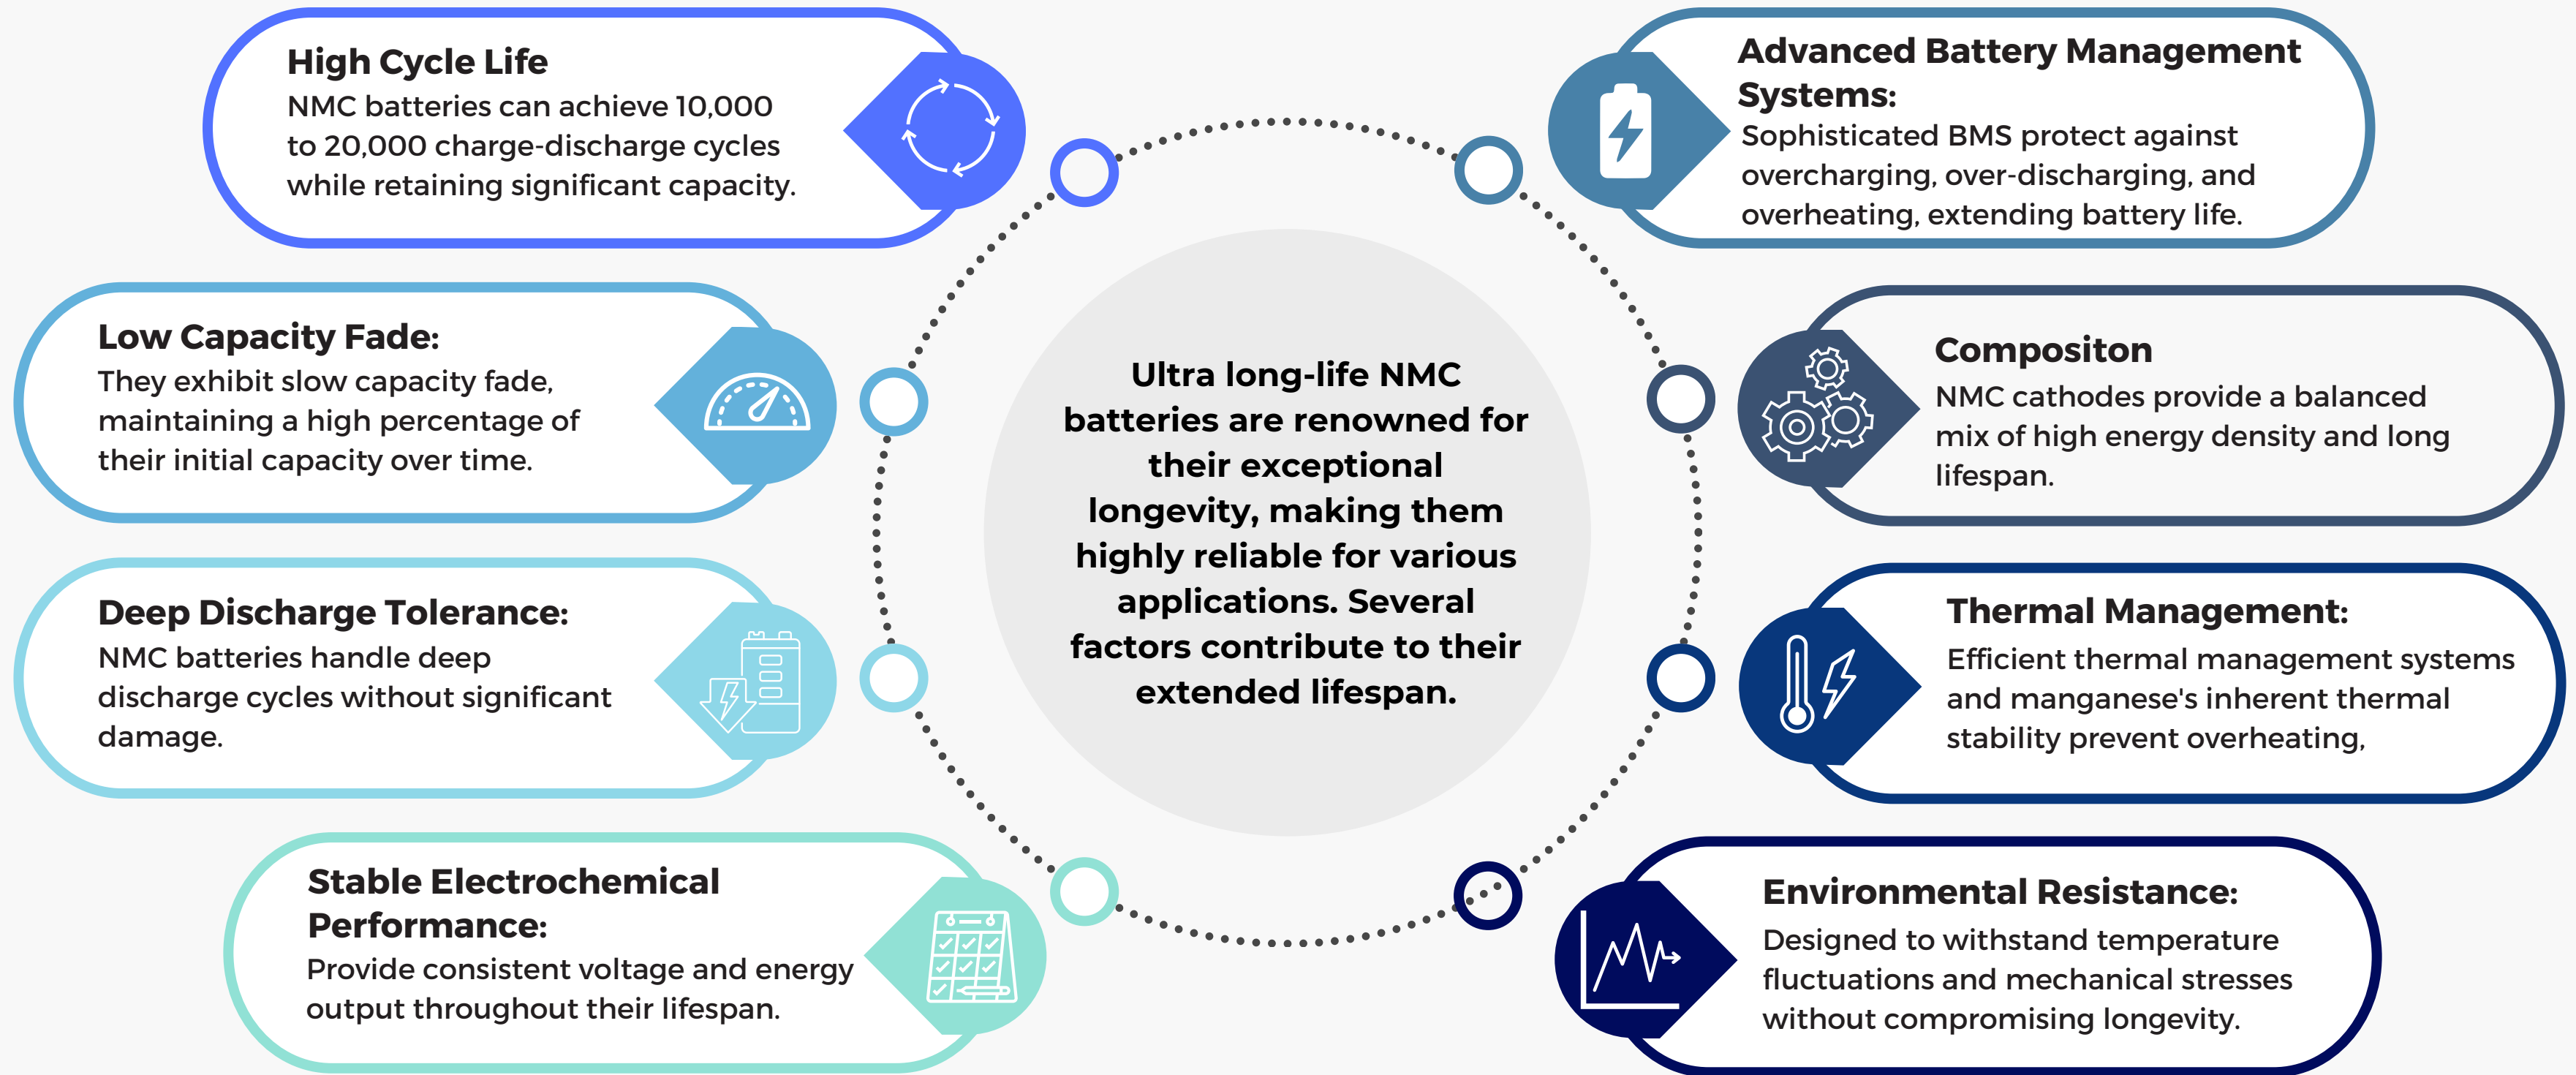 High Cycle Life
NMC batteries can achieve 10,000
to 20,000 charge-discharge cycles
while retaining significant capacity.
Low Capacity Fade:
They exhibit slow capacity fade,
maintaining a high percentage of
their initial capacity over time.
Deep Discharge Tolerance:
NMC batteries handle deep
discharge cycles without significant
damage.
Stable Electrochemical
Performance:
Provide consistent voltage and energy
output throughout their lifespan.
Ultra long-life NMC
batteries are renowned for
their exceptional
longevity, making them
highly reliable for various
applications. Several
factors contribute to their
extended lifespan.
Advanced Battery Management
Systems:
Sophisticated BMS protect against
overcharging, over-discharging, and
overheating, extending battery life.
Compositon
NMC cathodes provide a balanced
mix of high energy density and long
lifespan.
Thermal Management:
Efficient thermal management systems
and manganese's inherent thermal
stability prevent overheating,
Environmental Resistance:
Designed to withstand temperature
fluctuations and mechanical stresses
without compromising longevity.